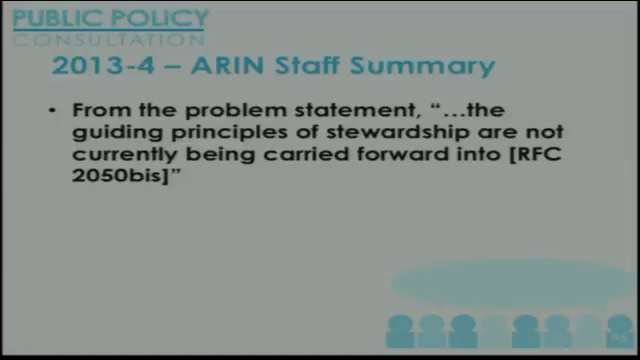 PUBLIC POLICY
CONSULTATION
2013-4 – ARIN Staff Summary
• From the problem statement, “…the
guiding principles of stewardship are not
currently being carried forward into [RFC
2050bis]”